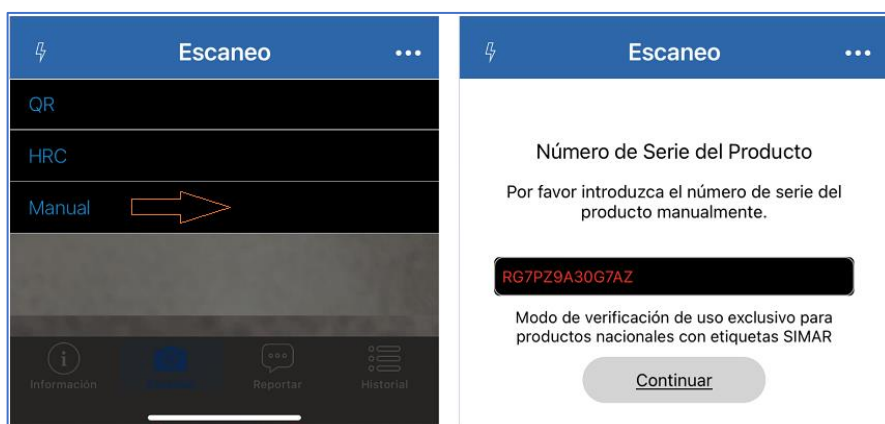 Escaneo
QR
HRC
Manual
Información
Reportar
Historial
Escaneo
Número de Serie del Producto
Por favor introduzca el número de serie del
producto manualmente.
RG7PZ9A30G7AZ
Modo de verificación de uso exclusivo para
productos nacionales con etiquetas SIMAR
Continuar